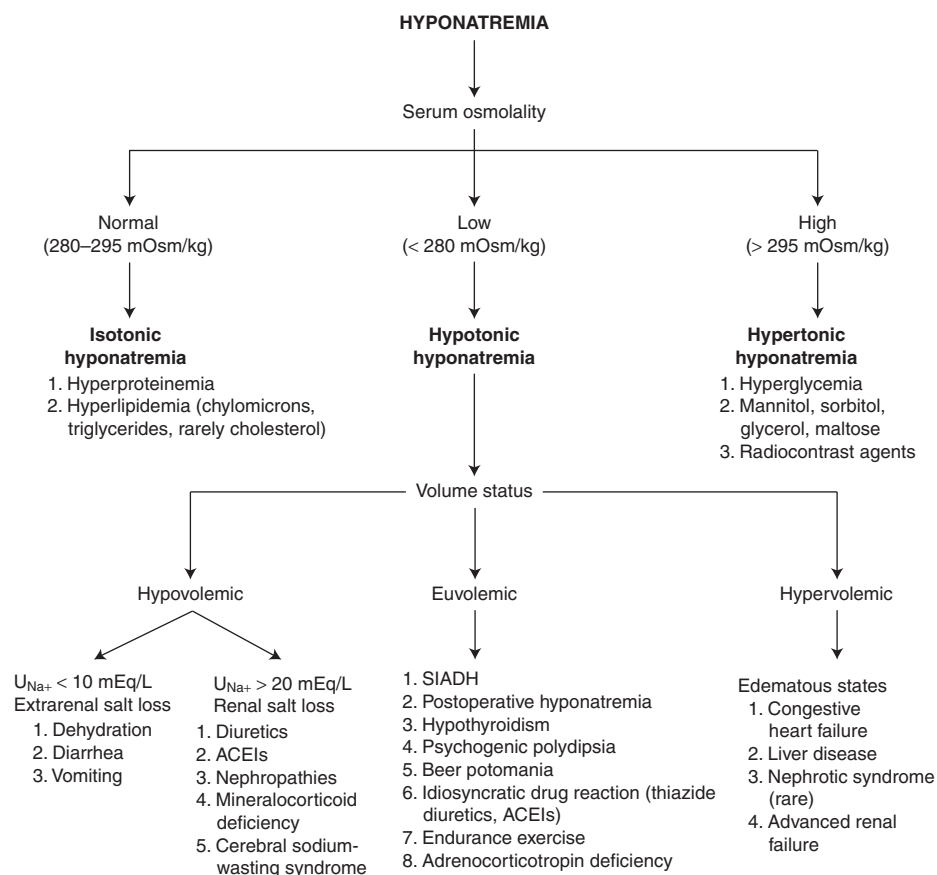 HYPONATREMIA
Serum osmolality
Normal
(280–295 mOsm/kg)
Low
(< 280 mOsm/kg)
High
(> 295 mOsm/kg)
Isotonic
hyponatremia
1. Hyperproteinemia
2. Hyperlipidemia (chylomicrons,
triglycerides, rarely cholesterol)
Hypotonic
hyponatremia
Hypertonic
hyponatremia
1. Hyperglycemia
2. Mannitol, sorbitol,
glycerol, maltose
3. Radiocontrast agents
Volume status
Hypovolemic
Euvolemic
Hypervolemic
UNa+ < 10 mEq/L
Extrarenal salt loss
1. Dehydration
2. Diarrhea
3. Vomiting
UNa+ > 20 mEq/L
Renal salt loss
1. Diuretics
2. ACEIs
3. Nephropathies
4. Mineralocorticoid
deficiency
5. Cerebral sodium-
wasting syndrome
1. SIADH
2. Postoperative hyponatremia
3. Hypothyroidism
4. Psychogenic polydipsia
5. Beer potomania
6. Idiosyncratic drug reaction (thiazide
diuretics, ACEIs)
7. Endurance exercise
8. Adrenocorticotropin deficiency
Edematous states
1. Congestive
heart failure
2. Liver disease
3. Nephrotic syndrome
(rare)
4. Advanced renal
failure